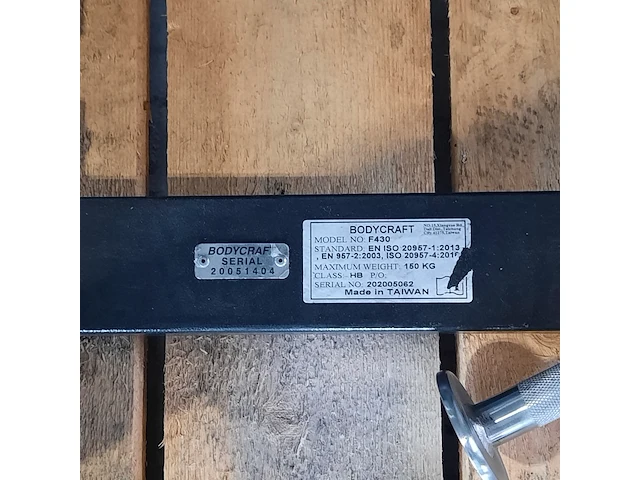 BODYCRAFT
SERIAL
20051404
BODYCRAFT
MODEL NO: F430
STANDARD: EN ISO 20957-1:2013
, EN 957-2:2003, ISO 20957-4:2016
MAXIMUM WEIGHT: 150 KG
CLASS: HB P/O:
SERIAL NO: 202005062
Made in TAIWAN